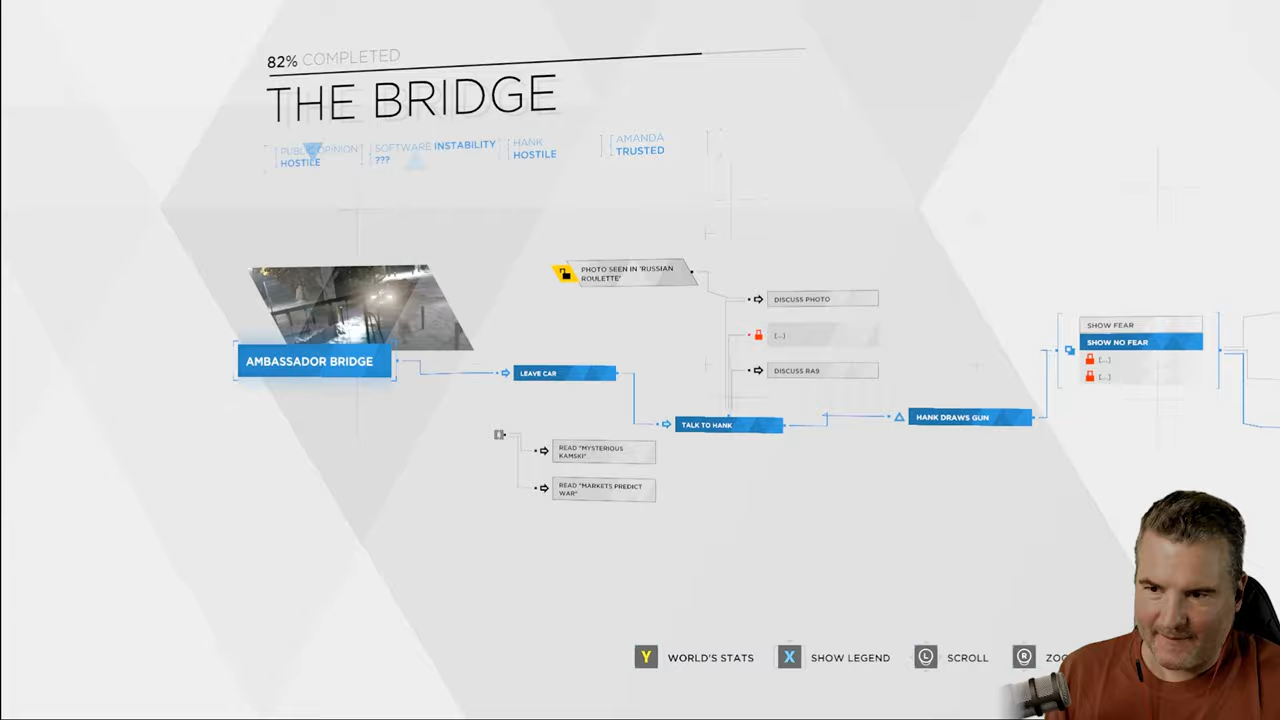 82% COMPLETED
THE BRIDGE
PUBLIC OPINION
HOSTILE
SOFTWARE INSTABILITY
???
HANK
HOSTILE
AMANDA
TRUSTED
PHOTO SEEN IN 'RUSSIAN
ROULETTE'
DISCUSS PHOTO
[...]
DISCUSS RA9
AMBASSADOR BRIDGE
LEAVE CAR
TALK TO HANK
HANK DRAWS GUN
SHOW FEAR
SHOW NO FEAR
[...]
[...]
READ "MYSTERIOUS
KAMSKI"
READ "MARKETS PREDICT
WAR"
Y WORLD'S STATS
X SHOW LEGEND
L SCROLL
R ZO